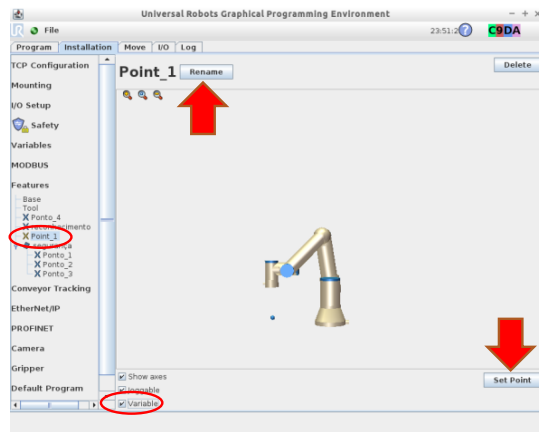 Universal Robots Graphical Programming Environment
File
23:51:2
C9DA
Program Installation Move I/O Log
TCP Configuration
Mounting
I/O Setup
Safety
Variables
MODBUS
Features
Base
Tool
Ponto_4
reconhecimento
Point_1
segurança
Ponto_1
Ponto_2
Ponto_3
Conveyor Tracking
EtherNet/IP
PROFINET
Camera
Gripper
Default Program
Point_1
Rename
Delete
Show axes
Joggable
Variable
Set Point